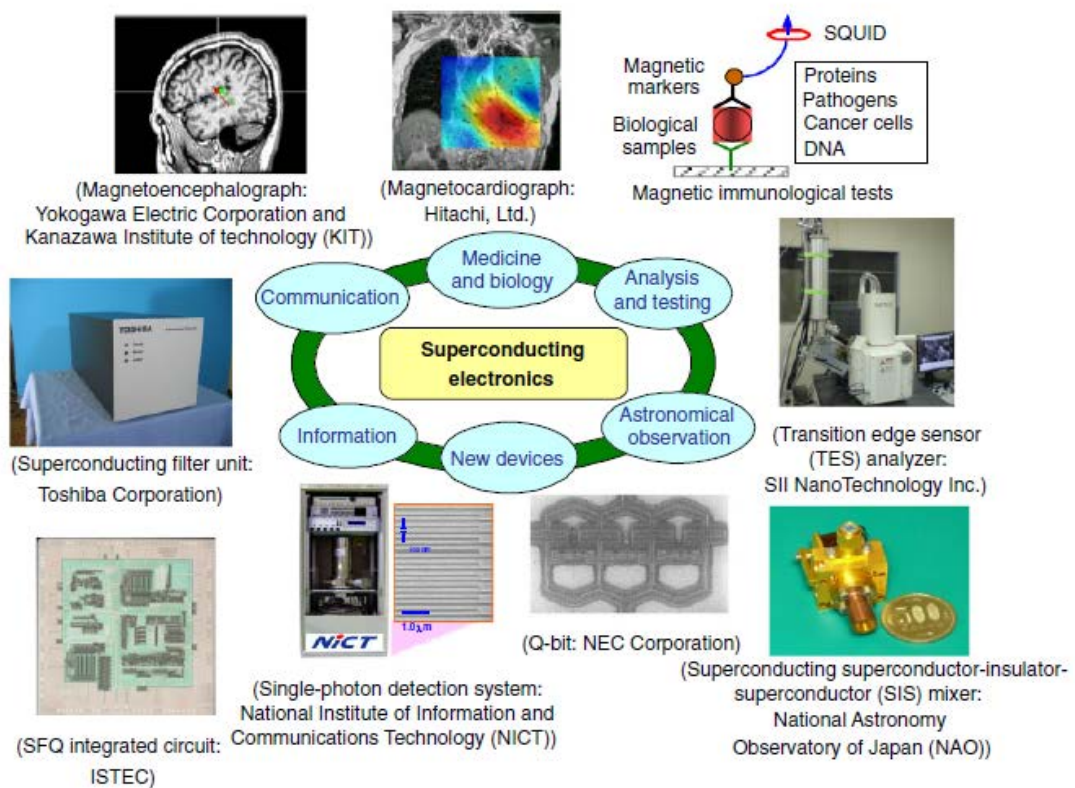 SQUID
Magnetic
markers
Biological
samples
Proteins
Pathogens
Cancer cells
DNA
Magnetic immunological tests
(Magnetoencephalograph:
Yokogawa Electric Corporation and
Kanazawa Institute of technology (KIT))
(Magnetocardiograph:
Hitachi, Ltd.)
Medicine
and biology
Communication
Analysis
and testing
Superconducting
electronics
Information
New devices
Astronomical
observation
TOSHIBA
(Superconducting filter unit:
Toshiba Corporation)
(Transition edge sensor
(TES) analyzer:
SII NanoTechnology Inc.)
1.0λm
NiCT
(Q-bit: NEC Corporation)
500
(Single-photon detection system:
National Institute of Information and
Communications Technology (NICT))
(Superconducting superconductor-insulator-
superconductor (SIS) mixer:
National Astronomy
Observatory of Japan (NAO))
(SFQ integrated circuit:
ISTEC)